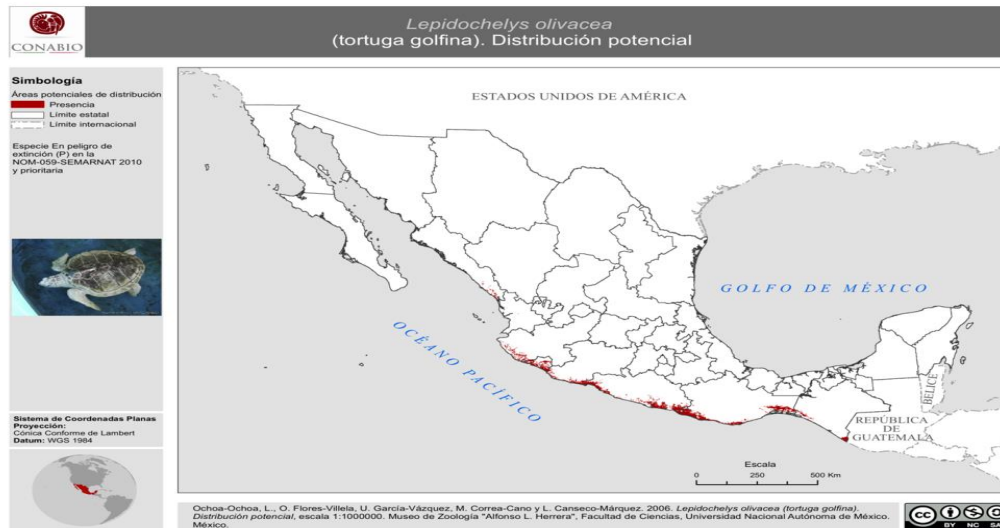 CONABIO
Lepidochelys olivacea
(tortuga golfina). Distribución potencial
Simbología
Áreas potenciales de distribución
Presencia
Límite estatal
Límite internacional
Especie En peligro de
extinción (P) en la
NOM-059-SEMARNAT 2010
y prioritaria
Sistema de Coordenadas Planas
Proyección:
Cónica Conforme de Lambert
Datum: WGS 1984
ESTADOS UNIDOS DE AMÉRICA
GOLFO DE MÉXICO
OCÉANO PACÍFICO
BELICE
REPÚBLICA
DE
GUATEMALA
Escala
0 250 500 Km
Ochoa-Ochoa, L., O. Flores-Villela, U. García-Vázquez, M. Correa-Cano y L. Canseco-Márquez. 2006. Lepidochelys olivacea (tortuga golfina).
Distribución potencial, escala 1:1000000. Museo de Zoología "Alfonso L. Herrera", Facultad de Ciencias, Universidad Nacional Autónoma de México.
México.
cc
BY NC